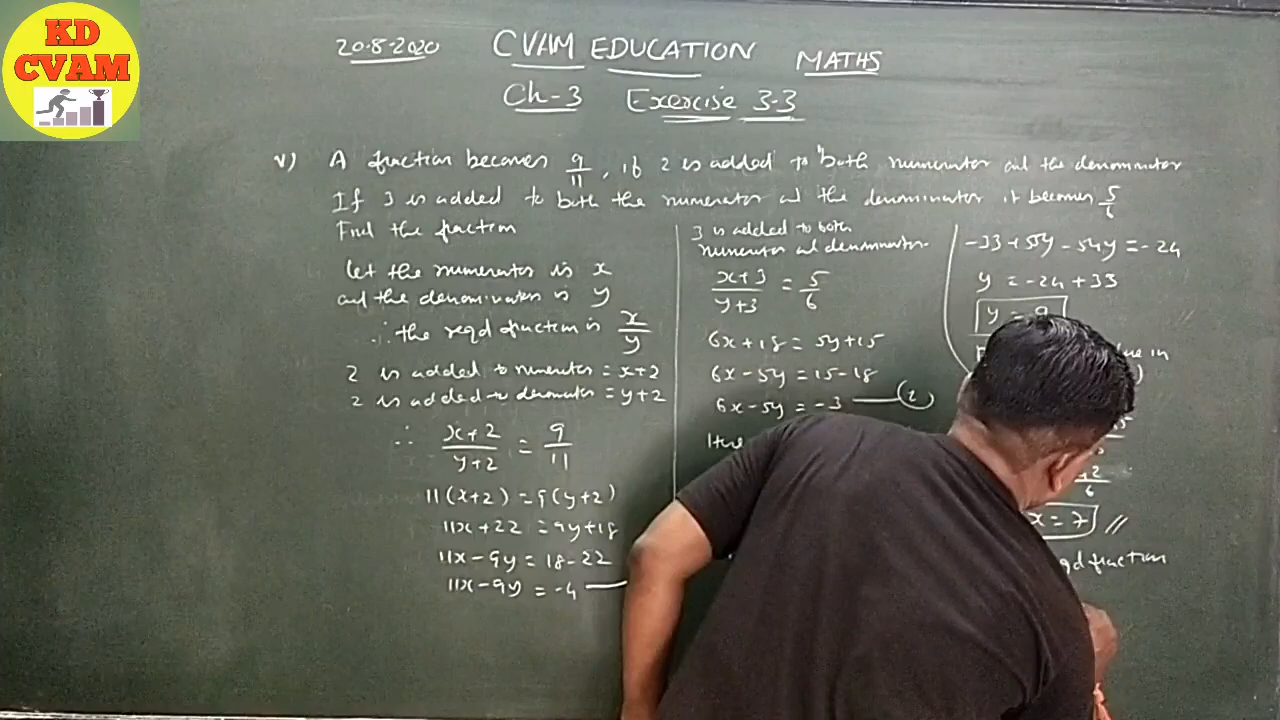 KD
CVAM
20-8-2020 CVAM EDUCATION MATHS
Ch-3 Exercise 3.3
v) A fraction becomes 9/11, if 2 is added to both numerator and the denominator
If 3 is added to both the numerator and the denominator it becomes 5/6
Find the fraction
let the numerator is x
and the denominator is y
∴ the reqd fraction is x/y
2 is added to numerator = x+2
2 is added to denominator = y+2
∴ x+2/y+2 = 9/11
11(x+2) = 9(y+2)
11x+22 = 9y+18
11x-9y = 18-22
11x-9y = -4
3 is added to both
numerator and denominator
x+3/y+3 = 5/6
6x+18 = 5y+15
6x-5y = 15-18
6x-5y = -3 (2)
-33+55y-54y = -24
y = -24+33
y = 9
in
)
6
x = 7 //
fraction